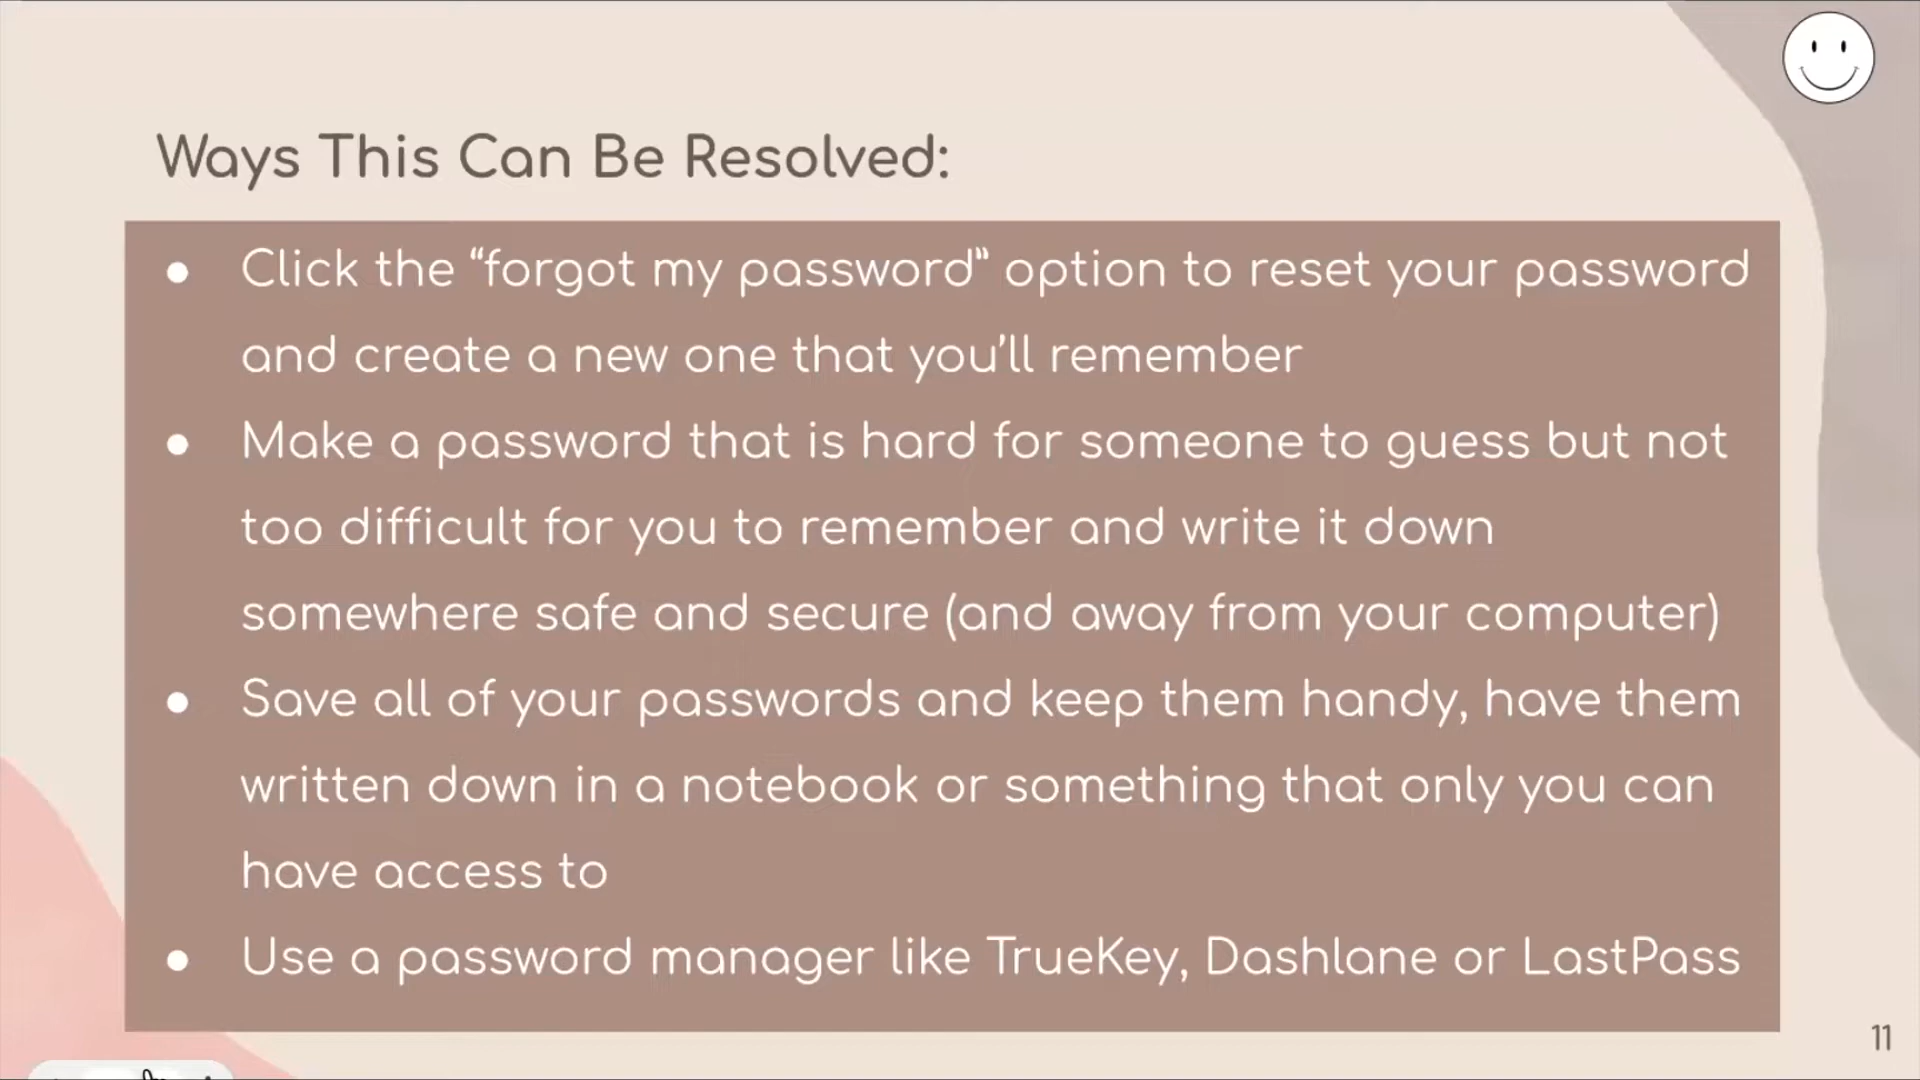 Ways This Can Be Resolved:
● Click the “forgot my password” option to reset your password
and create a new one that you’ll remember
● Make a password that is hard for someone to guess but not
too difficult for you to remember and write it down
somewhere safe and secure (and away from your computer)
● Save all of your passwords and keep them handy, have them
written down in a notebook or something that only you can
have access to
● Use a password manager like TrueKey, Dashlane or LastPass
11